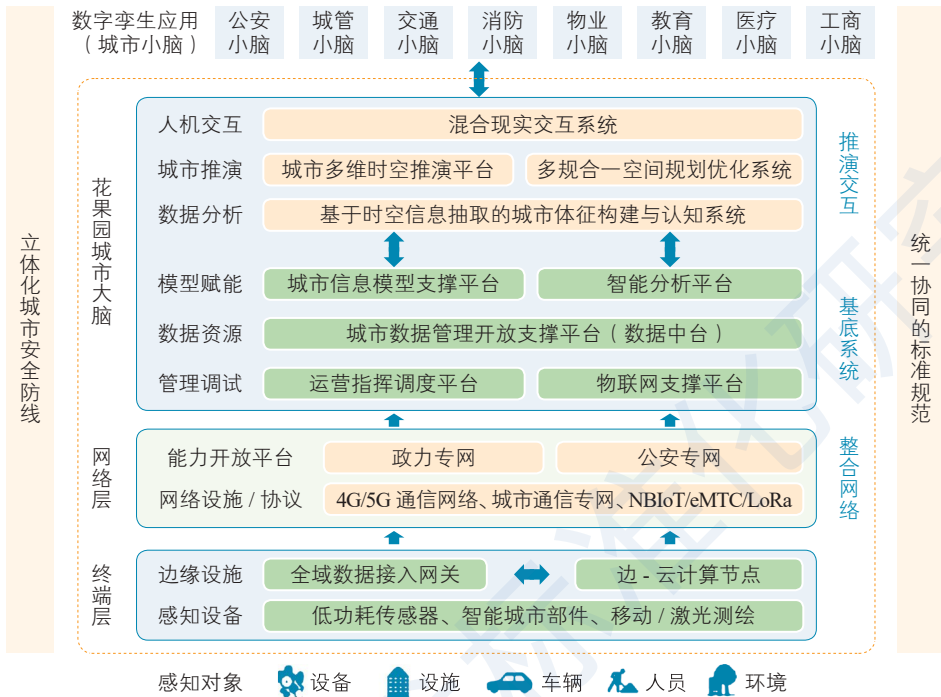 数字孪生应用
（城市小脑）
公安
小脑
城管
小脑
交通
小脑
消防
小脑
物业
小脑
教育
小脑
医疗
小脑
工商
小脑
立体化城市安全防线
花果园城市大脑
人机交互
混合现实交互系统
城市推演
城市多维时空推演平台
多规合一空间规划优化系统
数据分析
基于时空信息抽取的城市体征构建与认知系统
推演交互
模型赋能
城市信息模型支撑平台
智能分析平台
数据资源
城市数据管理开放支撑平台（数据中台）
管理调试
运营指挥调度平台
物联网支撑平台
基底系统
网络层
能力开放平台
政力专网
公安专网
网络设施 / 协议
4G/5G 通信网络、城市通信专网、NBIoT/eMTC/LoRa
整合网络
终端层
边缘设施
全域数据接入网关
边 - 云计算节点
感知设备
低功耗传感器、智能城市部件、移动 / 激光测绘
统一协同的标准规范
感知对象
设备
设施
车辆
人员
环境
标准化研究